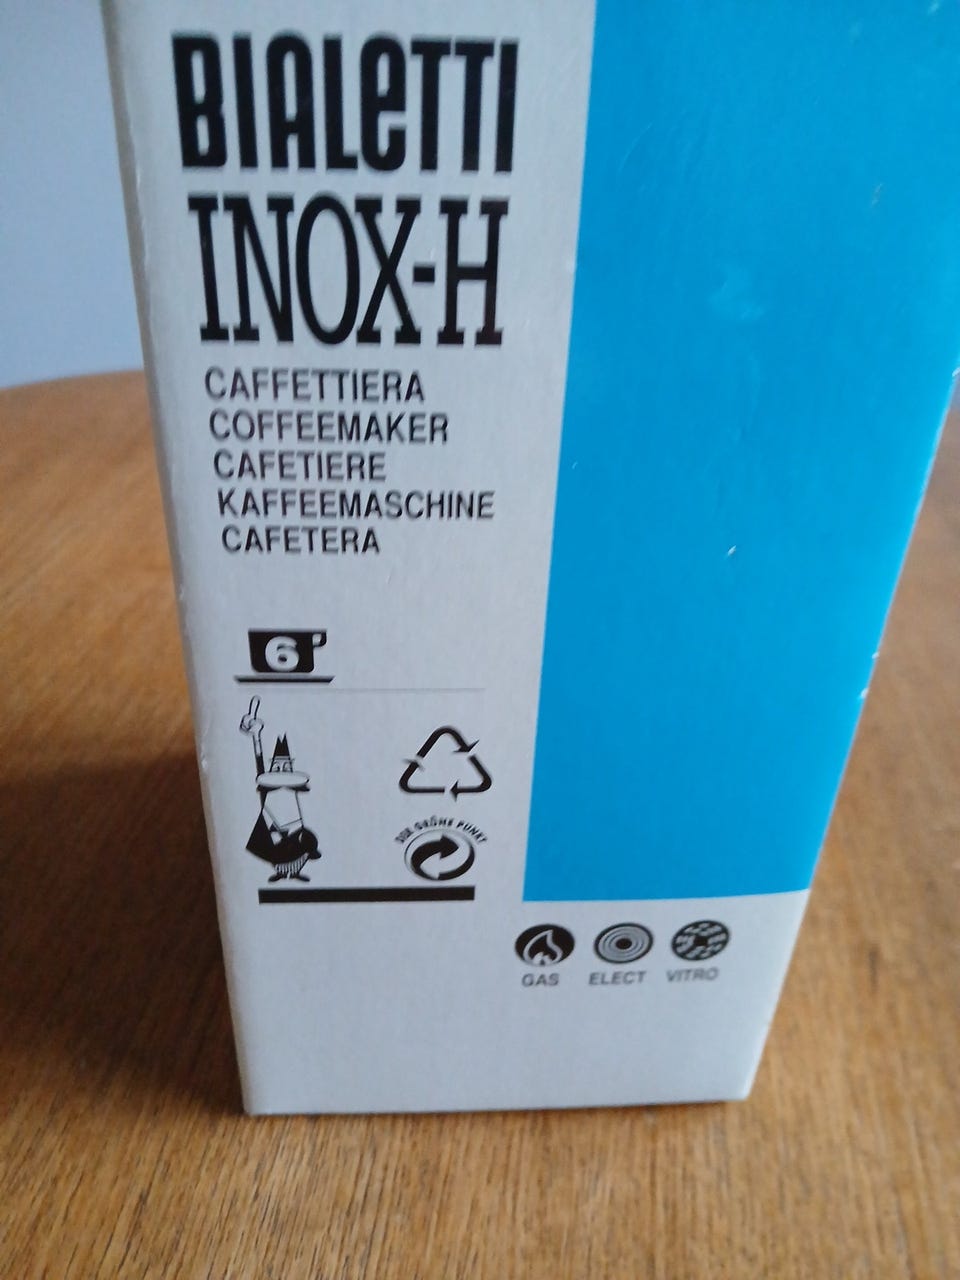 BIALeTTI
INOX-H
CAFFETTIERA
COFFEEMAKER
CAFETIERE
KAFFEEMASCHINE
CAFETERA
6
DER GRÜNE PUNKT
GAS ELECT VITRO